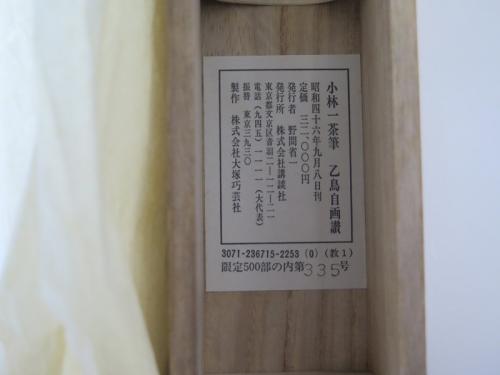 小林一茶筆　乙鳥自画讃
昭和四十六年九月八日刊
定価　三二、〇〇〇円
発行者　野間省一
発行所　株式会社講談社
東京都文京区音羽二—一二—二一
電話（九四五）一一一一（大代表）
振替　東京三九三〇
製作　株式会社大塚巧芸社
3071-236715-2253 (0) (教1)
限定500部の内第335号